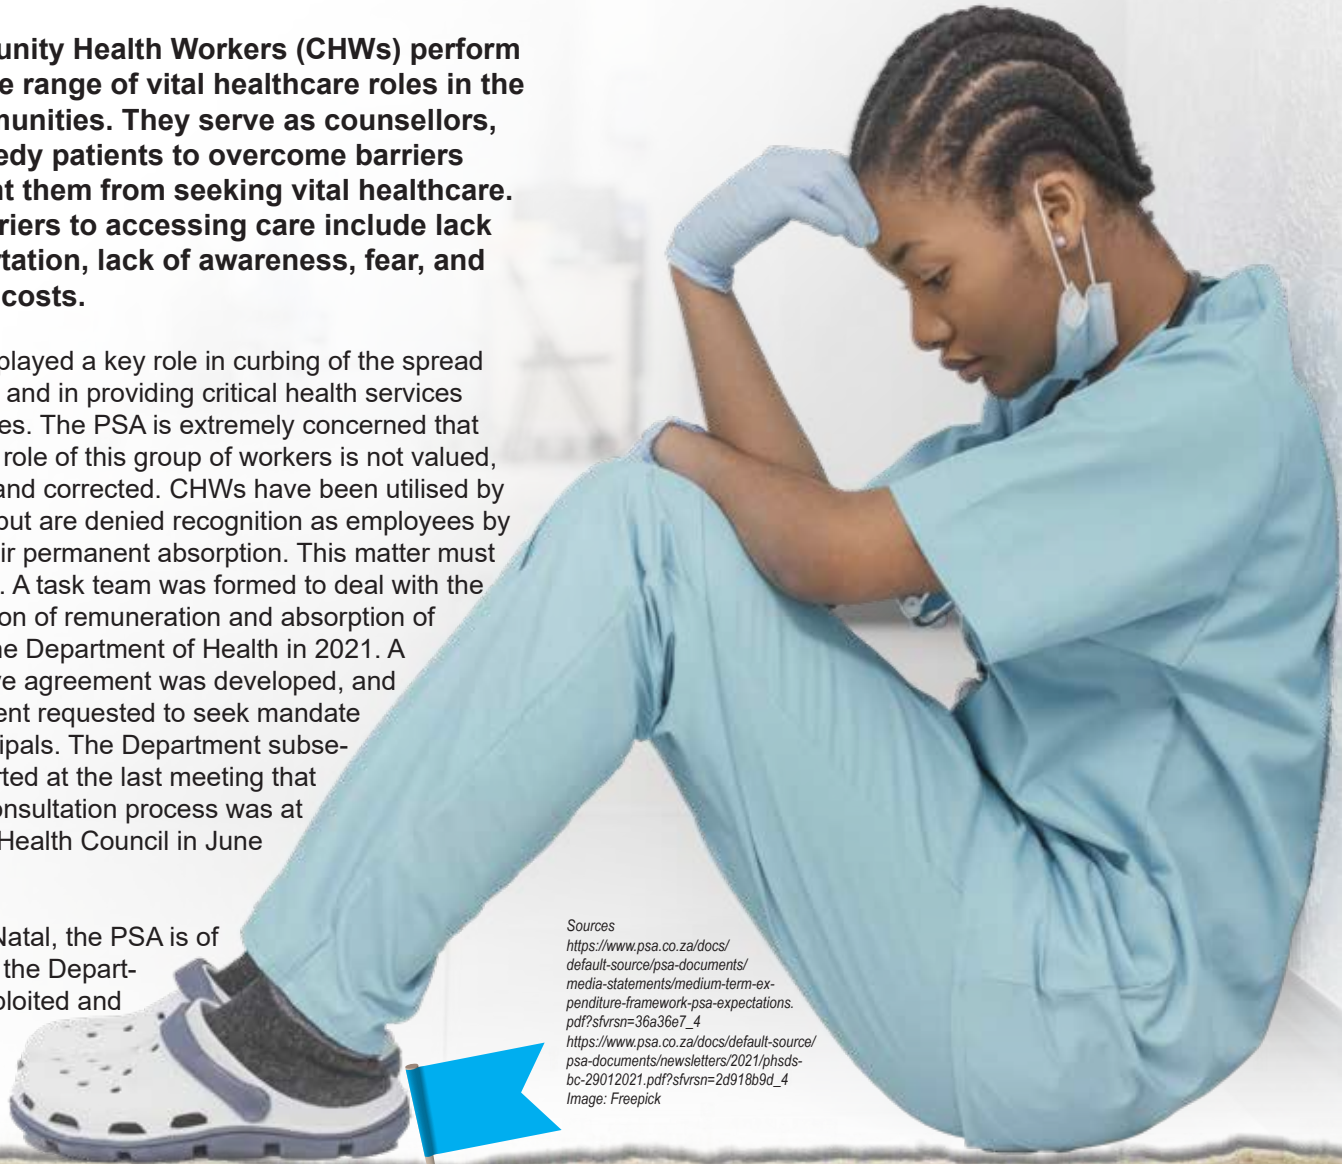 unity Health Workers (CHWs) perform
e range of vital healthcare roles in the
nunities. They serve as counsellors,
edy patients to overcome barriers
nt them from seeking vital healthcare.
riers to accessing care include lack
rtation, lack of awareness, fear, and
costs.
played a key role in curbing of the spread
and in providing critical health services
es. The PSA is extremely concerned that
role of this group of workers is not valued,
and corrected. CHWs have been utilised by
but are denied recognition as employees by
ir permanent absorption. This matter must
. A task team was formed to deal with the
on of remuneration and absorption of
ne Department of Health in 2021. A
ve agreement was developed, and
ent requested to seek mandate
ipals. The Department subse-
rted at the last meeting that
onsultation process was at
Health Council in June
Natal, the PSA is of
the Depart-
ploited and
Sources
https://www.psa.co.za/docs/
default-source/psa-documents/
media-statements/medium-term-ex-
penditure-framework-psa-expectations.
pdf?sfvrsn=36a36e7_4
https://www.psa.co.za/docs/default-source/
psa-documents/newsletters/2021/phsds-
bc-29012021.pdf?sfvrsn=2d918b9d_4
Image: Freepick